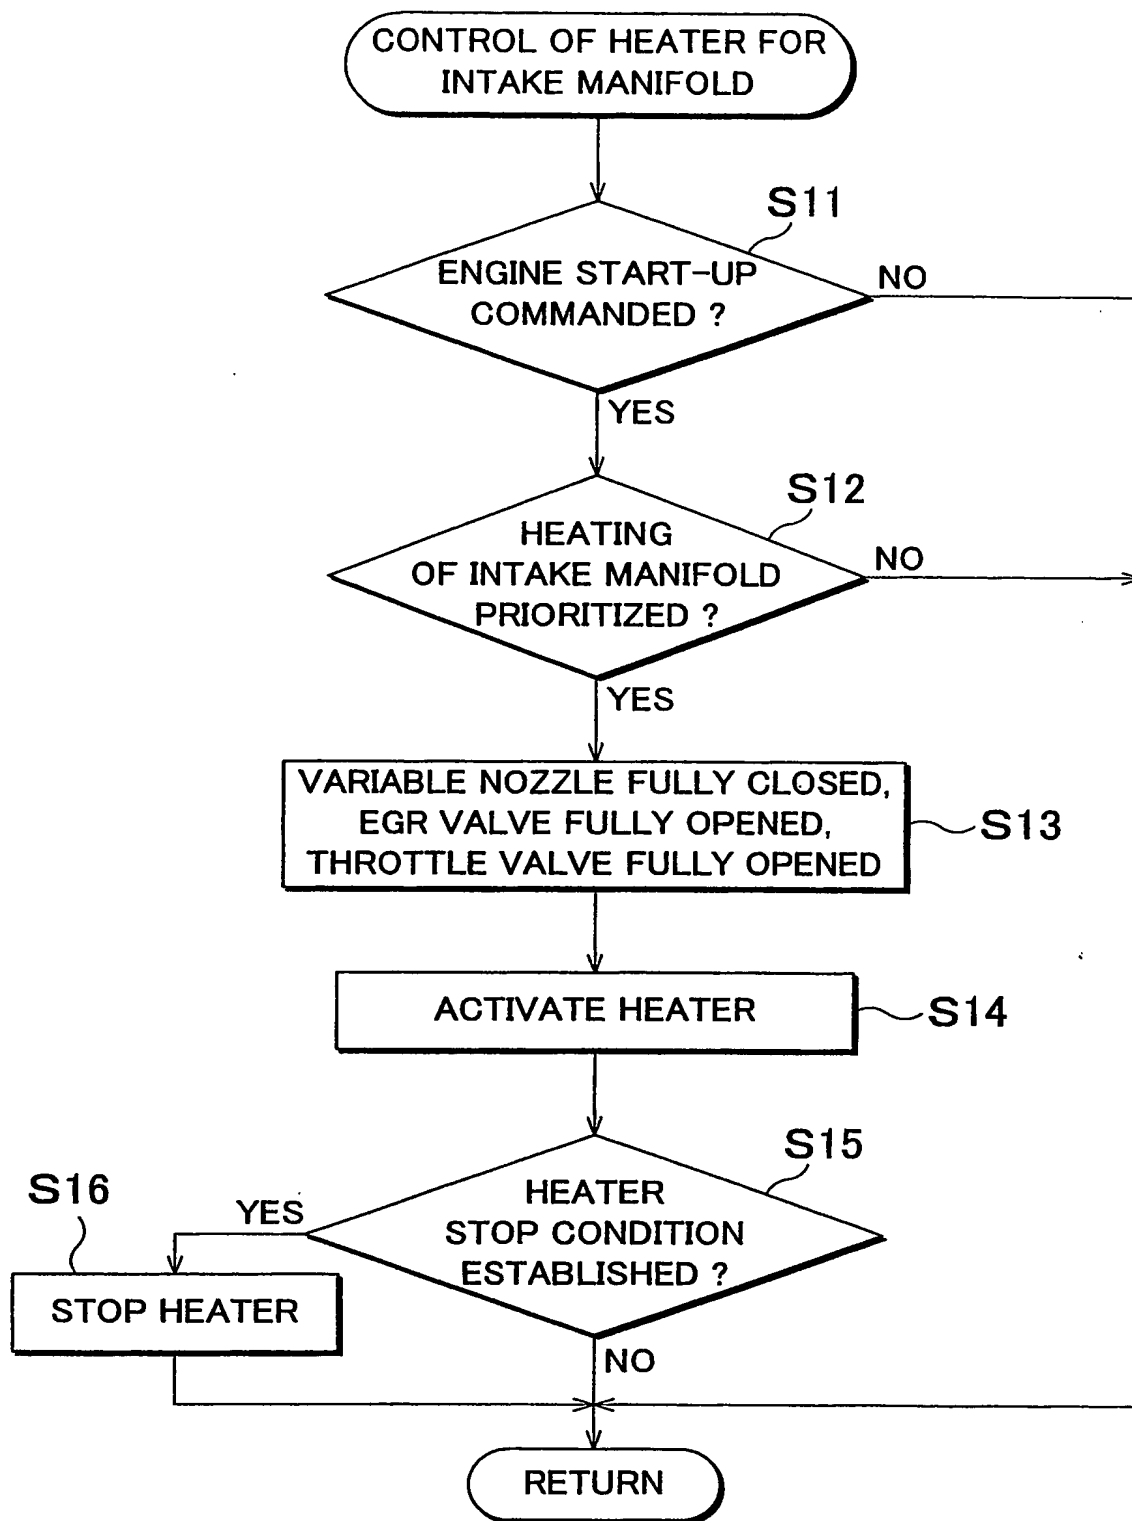 CONTROL OF HEATER FOR
INTAKE MANIFOLD
S11
ENGINE START-UP
COMMANDED ?
NO
YES
S12
HEATING
OF INTAKE MANIFOLD
PRIORITIZED ?
NO
YES
VARIABLE NOZZLE FULLY CLOSED,
EGR VALVE FULLY OPENED,
THROTTLE VALVE FULLY OPENED
S13
ACTIVATE HEATER
S14
S15
HEATER
STOP CONDITION
ESTABLISHED ?
YES
S16
STOP HEATER
NO
RETURN